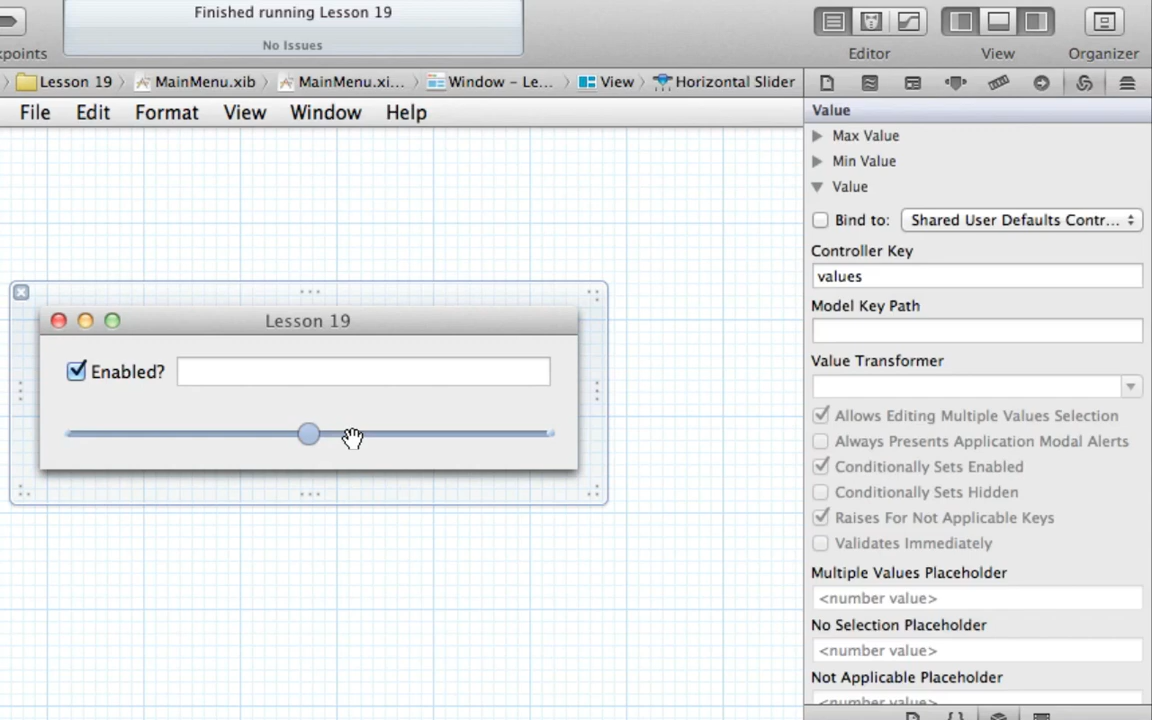 Finished running Lesson 19
No Issues
kpoints
Editor
View
Organizer
Lesson 19
MainMenu.xib
MainMenu.xi...
Window - Le...
View
Horizontal Slider
File Edit Format View Window Help
Value
Max Value
Min Value
Value
Bind to: Shared User Defaults Contr...
Controller Key
values
Model Key Path
Value Transformer
Allows Editing Multiple Values Selection
Always Presents Application Modal Alerts
Conditionally Sets Enabled
Conditionally Sets Hidden
Raises For Not Applicable Keys
Validates Immediately
Multiple Values Placeholder
<number value>
No Selection Placeholder
<number value>
Not Applicable Placeholder
<number value>
Lesson 19
Enabled?